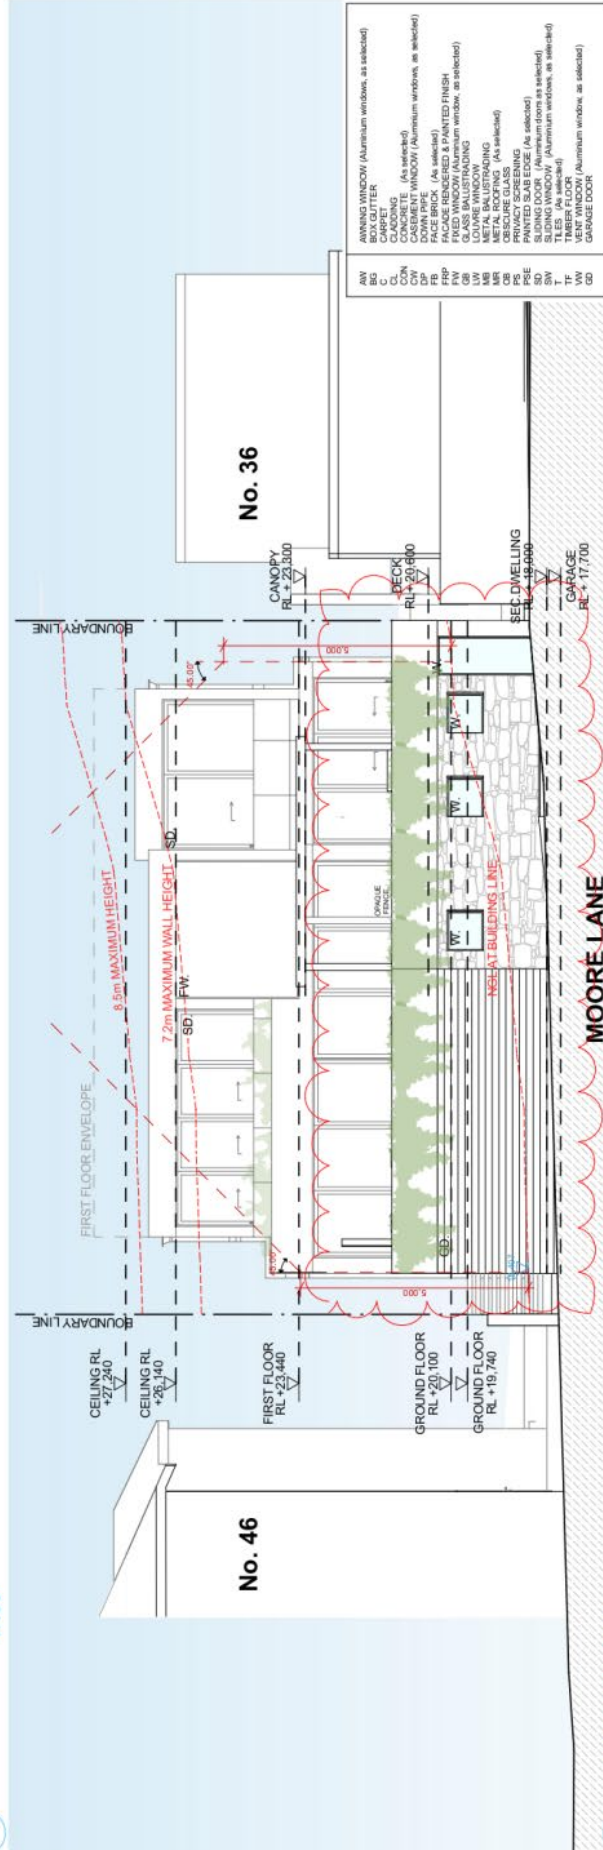 No. 46
BOUNDARY LINE
CEILING RL
+27,240
CEILING RL
+26,140
FIRST FLOOR
RL +23,440
GROUND FLOOR
RL +20,100
GROUND FLOOR
RL +19,740
FIRST FLOOR ENVELOPE
8.5m MAXIMUM HEIGHT
7.2m MAXIMUM WALL HEIGHT
45.00°
5.000
SD.
FW.
SD.
GD.
OPAQUE
FENCE
NGL AT BUILDING LINE
W.
W.
W.
W.
45.00°
5.000
BOUNDARY LINE
CANOPY
RL + 23,300
DECK
RL + 20,600
SEC.DWELLING
RL + 18,000
GARAGE
RL + 17,700
No. 36
MOORE LANE
AW AWNING WINDOW (Aluminium windows, as selected)
BG BOX GUTTER
C CARPET
CL CLADDING
CON CONCRETE (As selected)
CW CASEMENT WINDOW (Aluminium windows, as selected)
DP DOWN PIPE
FB FACE BRICK (As selected)
FRP FACADE RENDERED & PAINTED FINISH
FW FIXED WINDOW (Aluminium window, as selected)
GB GLASS BALUSTRADING
LW LOUVRE WINDOW
MB METAL BALUSTRADING
MR METAL ROOFING (As selected)
OB OBSCURE GLASS
PS PRIVACY SCREENING
PSE PAINTED SLAB EDGE (As selected)
SD SLIDING DOOR (Aluminium doors as selected)
SW SLIDING WINDOW (Aluminium windows, as selected)
T TILES (As selected)
TF TIMBER FLOOR
VW VENT WINDOW (Aluminium window, as selected)
GD GARAGE DOOR